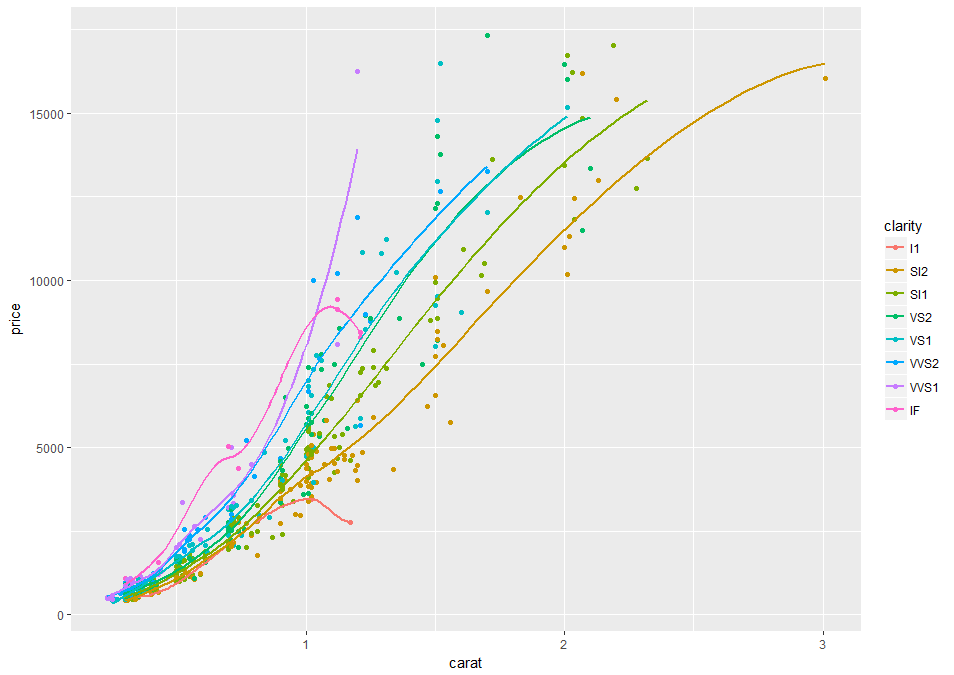 15000
10000
5000
0
price
1
2
3
carat
clarity
I1
SI2
SI1
VS2
VS1
VVS2
VVS1
IF